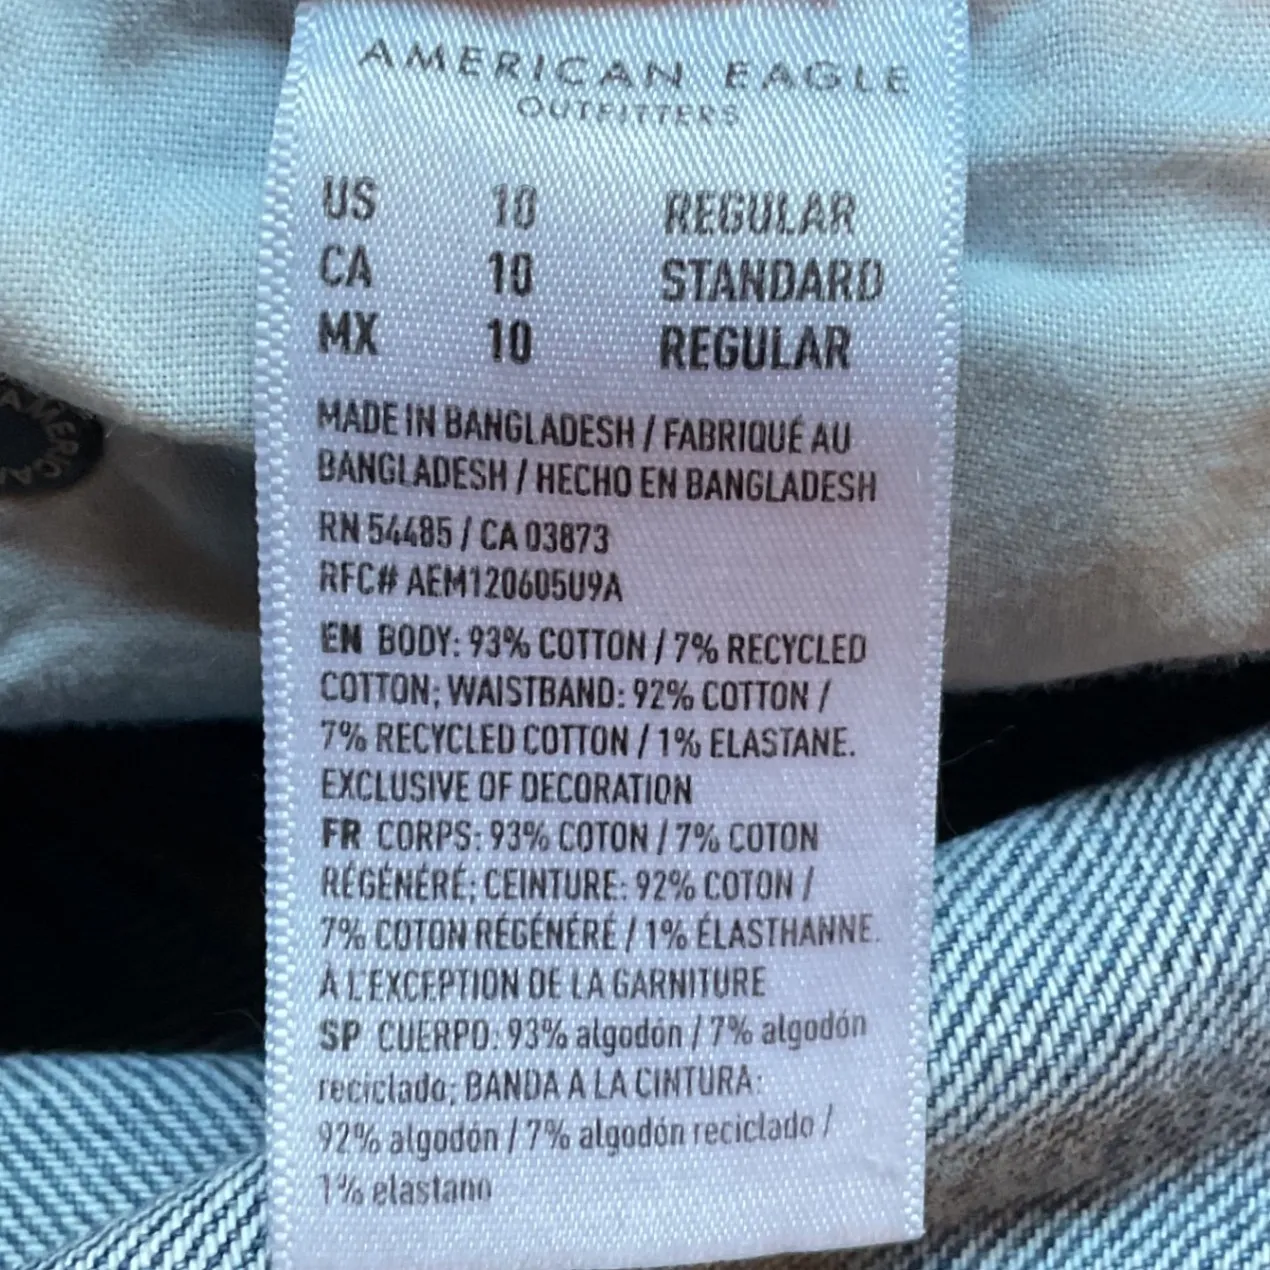 AMERICAN EAGLE
OUTFITTERS
US 10 REGULAR
CA 10 STANDARD
MX 10 REGULAR
MADE IN BANGLADESH / FABRIQUÉ AU
BANGLADESH / HECHO EN BANGLADESH
RN 54485 / CA 03873
RFC# AEM120605U9A
EN BODY: 93% COTTON / 7% RECYCLED
COTTON; WAISTBAND: 92% COTTON /
7% RECYCLED COTTON / 1% ELASTANE.
EXCLUSIVE OF DECORATION
FR CORPS: 93% COTON / 7% COTON
RÉGÉNÉRÉ; CEINTURE: 92% COTON /
7% COTON RÉGÉNÉRÉ / 1% ÉLASTHANNE.
À L'EXCEPTION DE LA GARNITURE
SP CUERPO: 93% algodón / 7% algodón
reciclado; BANDA A LA CINTURA:
92% algodón / 7% algodón reciclado /
1% elastano